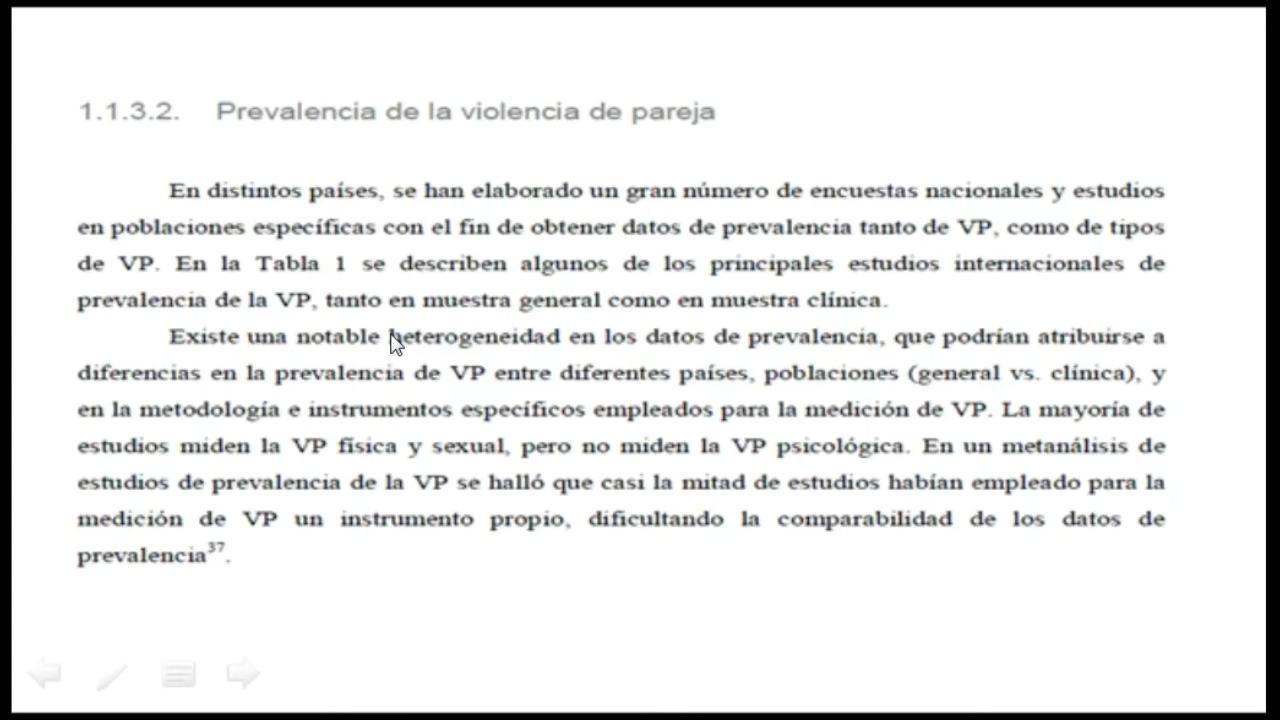 1.1.3.2. Prevalencia de la violencia de pareja
En distintos países, se han elaborado un gran número de encuestas nacionales y estudios
en poblaciones específicas con el fin de obtener datos de prevalencia tanto de VP, como de tipos
de VP. En la Tabla 1 se describen algunos de los principales estudios internacionales de
prevalencia de la VP, tanto en muestra general como en muestra clínica.
Existe una notable heterogeneidad en los datos de prevalencia, que podrían atribuirse a
diferencias en la prevalencia de VP entre diferentes países, poblaciones (general vs. clínica), y
en la metodología e instrumentos específicos empleados para la medición de VP. La mayoría de
estudios miden la VP física y sexual, pero no miden la VP psicológica. En un metanálisis de
estudios de prevalencia de la VP se halló que casi la mitad de estudios habían empleado para la
medición de VP un instrumento propio, dificultando la comparabilidad de los datos de
prevalencia³⁷.